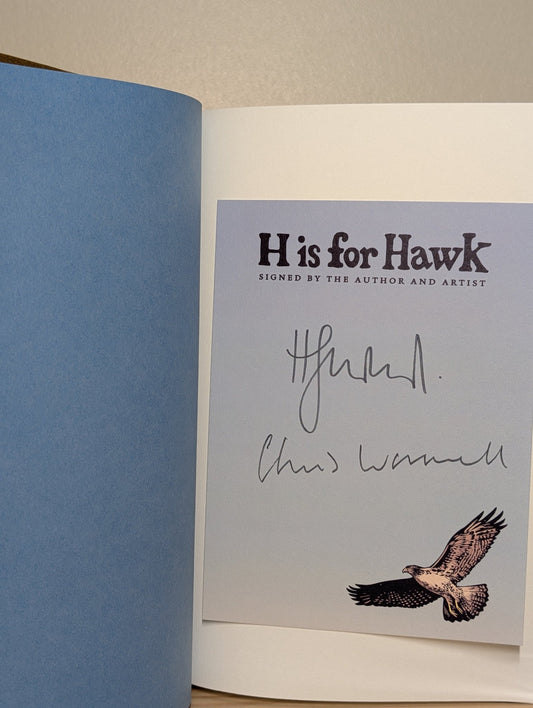 H is for Hawk
SIGNED BY THE AUTHOR AND ARTIST
Chris Wormell